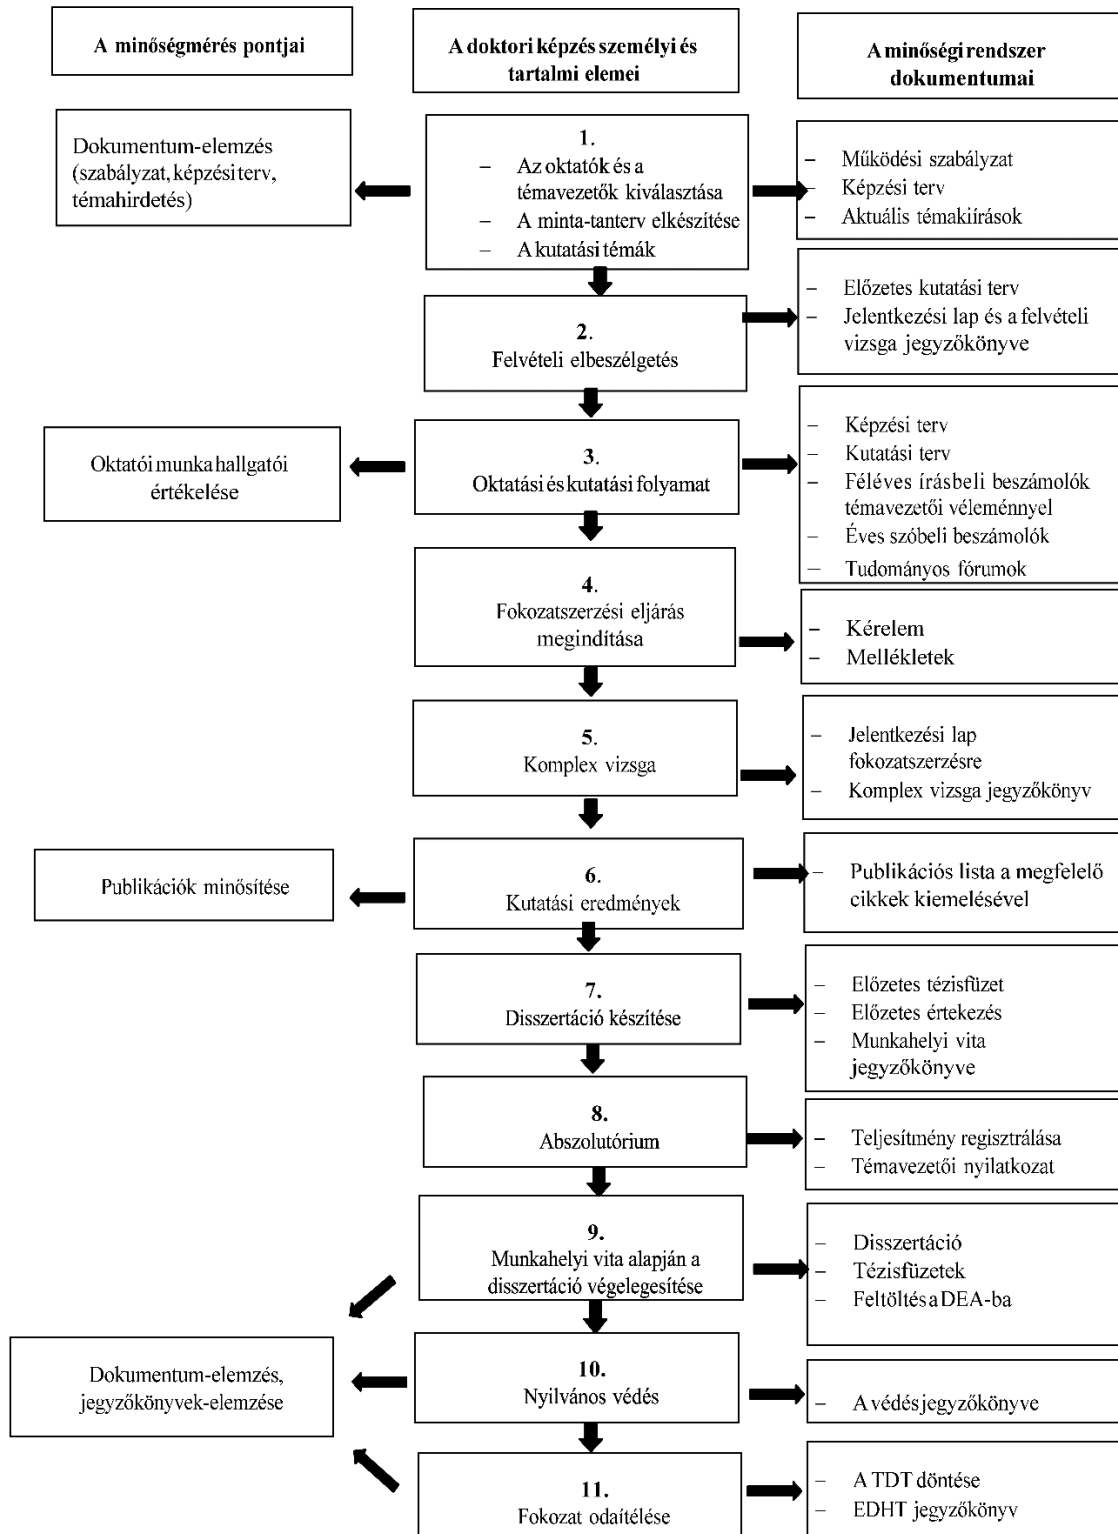 A minőségmérés pontjai
A doktori képzés személyi és
tartalmi elemei
A minőségi rendszer
dokumentumai
Dokumentum-elemzés
(szabályzat, képzési terv,
témahirdetés)
1.
– Az oktatók és a
témavezetők kiválasztása
– A minta-tanterv elkészítése
– A kutatási témák
– Működési szabályzat
– Képzési terv
– Aktuális témakiírások
2.
Felvételi elbeszélgetés
– Előzetes kutatási terv
– Jelentkezési lap és a felvételi
vizsga jegyzőkönyve
Oktatói munka hallgatói
értékelése
3.
Oktatási és kutatási folyamat
– Képzési terv
– Kutatási terv
– Féléves írásbeli beszámolók
témavezetői véleménnyel
– Éves szóbeli beszámolók
– Tudományos fórumok
4.
Fokozatszerzési eljárás
megindítása
– Kérelem
– Mellékletek
5.
Komplex vizsga
– Jelentkezési lap
fokozatszerzésre
– Komplex vizsga jegyzőkönyv
Publikációk minősítése
6.
Kutatási eredmények
– Publikációs lista a megfelelő
cikkek kiemelésével
7.
Disszertáció készítése
– Előzetes tézisfüzet
– Előzetes értekezés
– Munkahelyi vita
jegyzőkönyve
8.
Abszolutórium
– Teljesítmény regisztrálása
– Témavezetői nyilatkozat
9.
Munkahelyi vita alapján a
disszertáció végelegesítése
– Disszertáció
– Tézisfüzetek
– Feltöltés a DEA-ba
Dokumentum-elemzés,
jegyzőkönyvek-elemzése
10.
Nyilvános védés
– A védés jegyzőkönyve
11.
Fokozat odaítélése
– A TDT döntése
– EDHT jegyzőkönyv